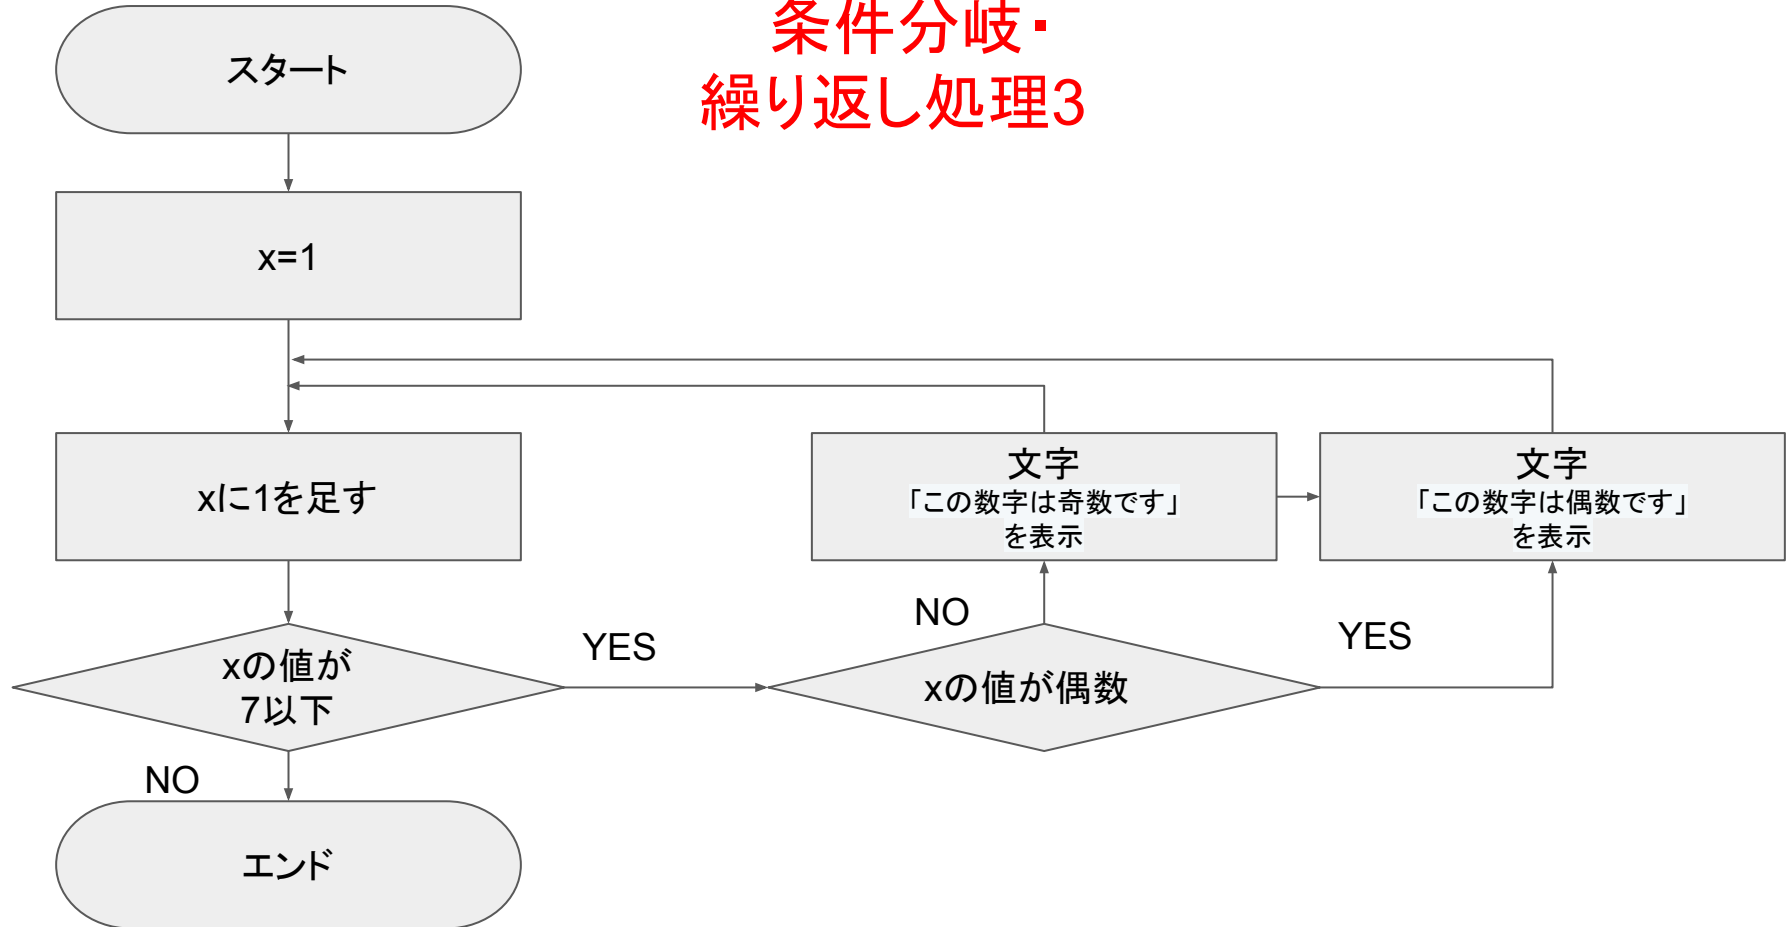 条件分岐・
繰り返し処理3
スタート
x=1
xに1を足す
文字
「この数字は奇数です」
を表示
文字
「この数字は偶数です」
を表示
xの値が
7以下
YES
NO
xの値が偶数
NO
YES
エンド